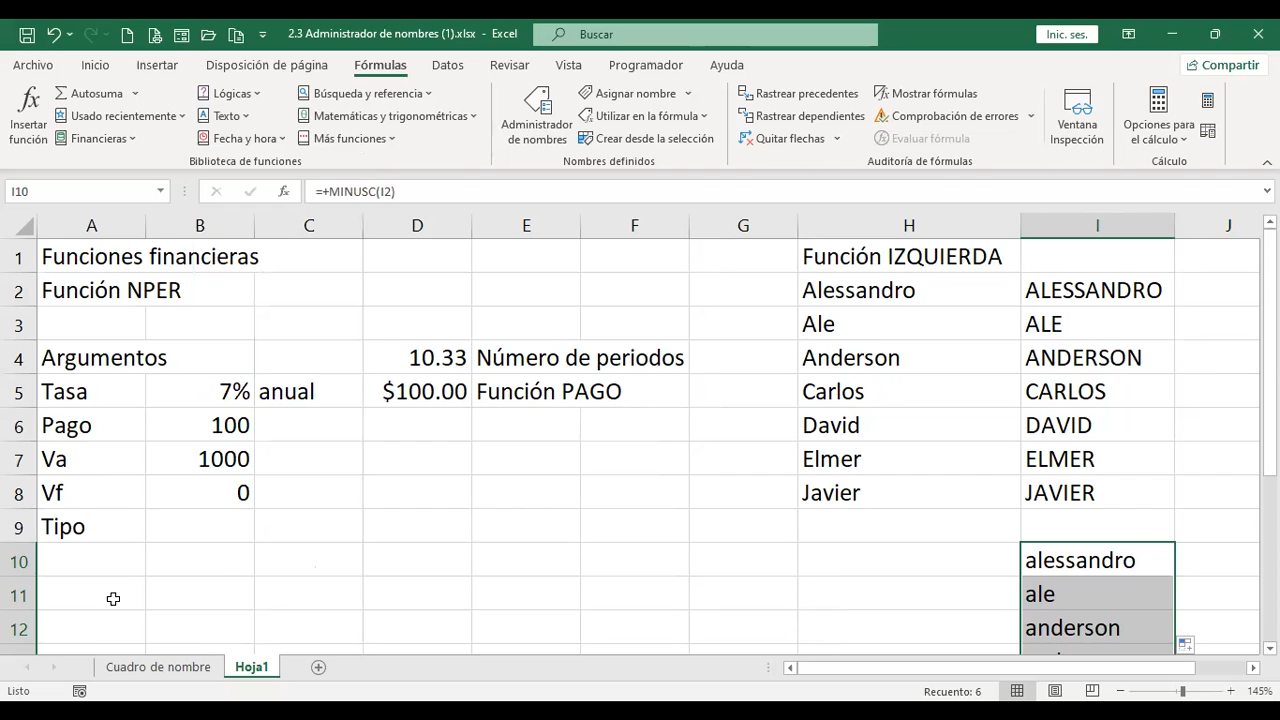 2.3 Administrador de nombres (1).xlsx - Excel
Buscar
Inic. ses.
Archivo Inicio Insertar Disposición de página Fórmulas Datos Revisar Vista Programador Ayuda
Compartir
fx
Insertar función
Autosuma
Usado recientemente
Financieras
Lógicas
Texto
Fecha y hora
Búsqueda y referencia
Matemáticas y trigonométricas
Más funciones
Biblioteca de funciones
Administrador de nombres
Asignar nombre
Utilizar en la fórmula
Crear desde la selección
Nombres definidos
Rastrear precedentes
Rastrear dependientes
Quitar flechas
Mostrar fórmulas
Comprobación de errores
Evaluar fórmula
Auditoría de fórmulas
Ventana Inspección
Opciones para el cálculo
Cálculo
I10 fx =+MINUSC(I2)
A B C D E F G H I J
1 Funciones financieras Función IZQUIERDA
2 Función NPER Alessandro ALESSANDRO
3 Ale ALE
4 Argumentos 10.33 Número de periodos Anderson ANDERSON
5 Tasa 7% anual $100.00 Función PAGO Carlos CARLOS
6 Pago 100 David DAVID
7 Va 1000 Elmer ELMER
8 Vf 0 Javier JAVIER
9 Tipo
10 alessandro
11 ale
12 anderson
Cuadro de nombre Hoja1
Listo Recuento: 6 145%